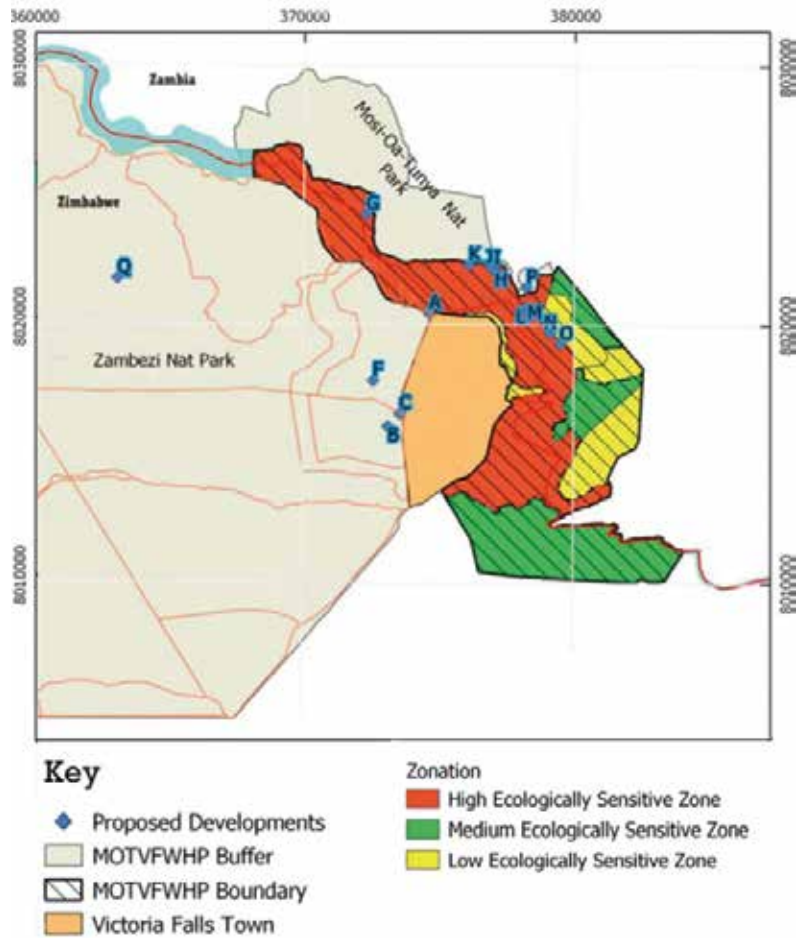 360000 370000 380000
8030000 8030000
Zambia
Mosi-Oa-Tunya Nat
Park
Zimbabwe
G
Q
K J I
H
P
A
L M N
8020000 8020000
O
Zambezi Nat Park
F
C
B
8010000 8010000
Key
Proposed Developments
MOTVFWHP Buffer
MOTVFWHP Boundary
Victoria Falls Town
Zonation
High Ecologically Sensitive Zone
Medium Ecologically Sensitive Zone
Low Ecologically Sensitive Zone